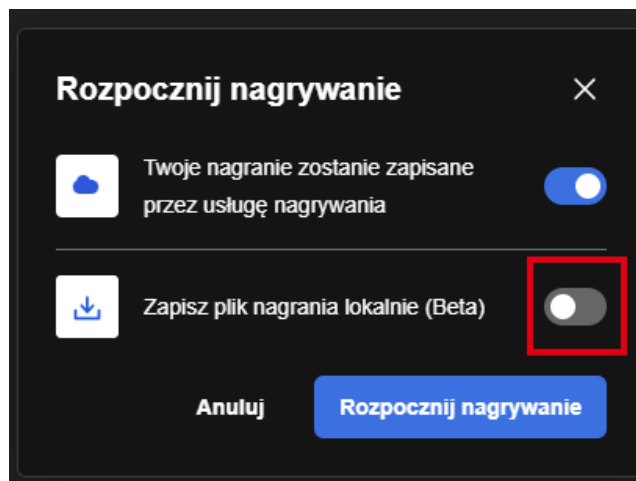 Rozpocznij nagrywanie
Twoje nagranie zostanie zapisane
przez usługę nagrywania
Zapisz plik nagrania lokalnie (Beta)
Anuluj
Rozpocznij nagrywanie